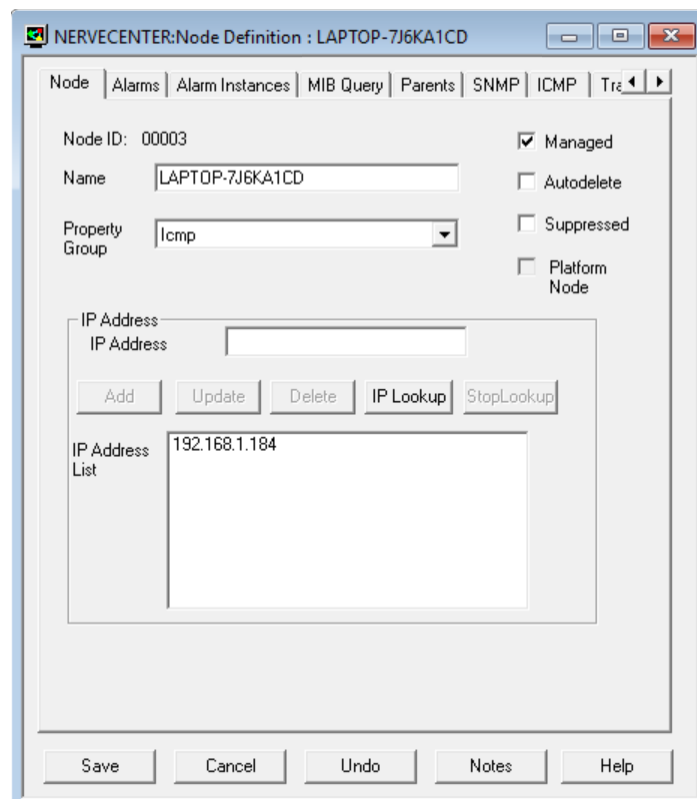 NERVECENTER:Node Definition : LAPTOP-7J6KA1CD
Node Alarms Alarm Instances MIB Query Parents SNMP ICMP
Node ID: 00003
Managed
Name LAPTOP-7J6KA1CD
Autodelete
Property Group Icmp
Suppressed
Platform Node
IP Address
IP Address
Add Update Delete IP Lookup StopLookup
IP Address List
192.168.1.184
Save Cancel Undo Notes Help